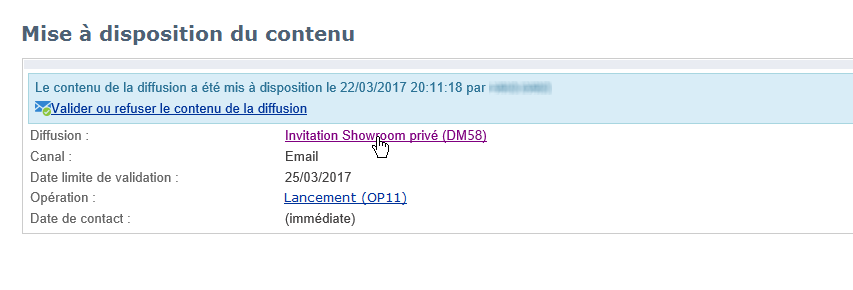 Mise à disposition du contenu
Le contenu de la diffusion a été mis à disposition le 22/03/2017 20:11:18 par
Valider ou refuser le contenu de la diffusion
Diffusion : Invitation Showroom privé (DM58)
Canal : Email
Date limite de validation : 25/03/2017
Opération : Lancement (OP11)
Date de contact : (immédiate)